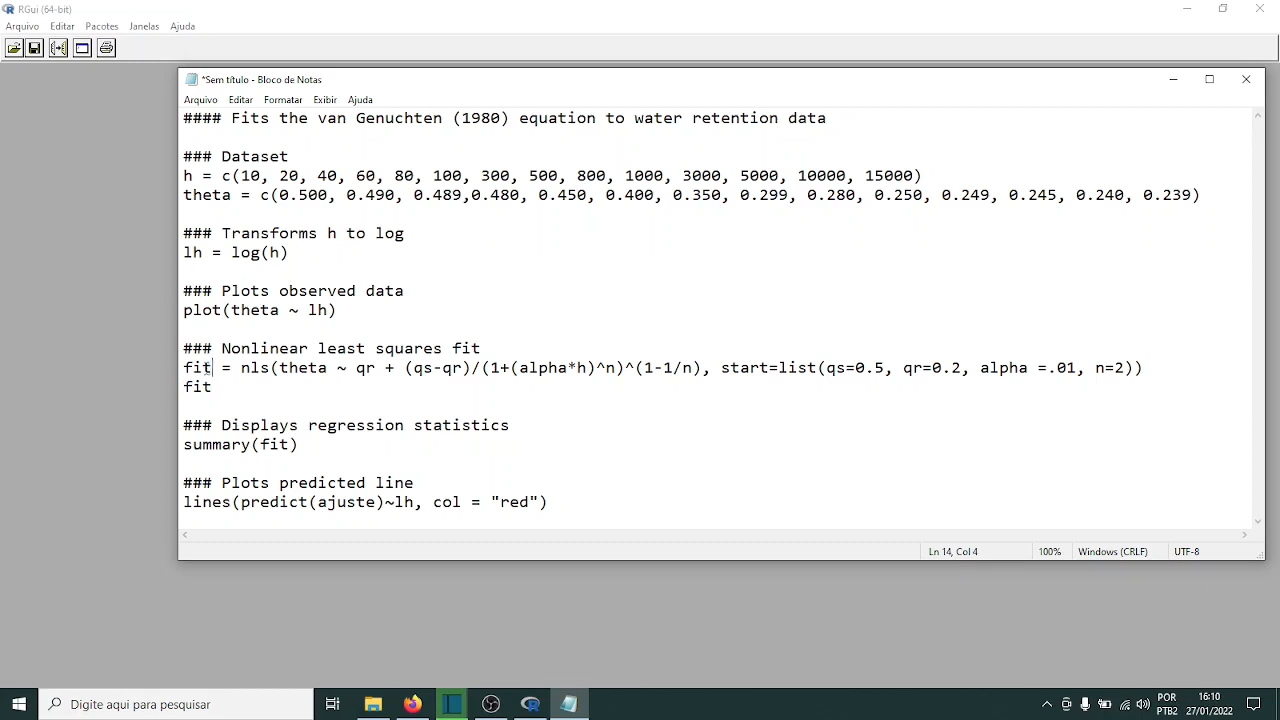 RGui (64-bit)
Arquivo Editar Pacotes Janelas Ajuda
*Sem título - Bloco de Notas
Arquivo Editar Formatar Exibir Ajuda
#### Fits the van Genuchten (1980) equation to water retention data
### Dataset
h = c(10, 20, 40, 60, 80, 100, 300, 500, 800, 1000, 3000, 5000, 10000, 15000)
theta = c(0.500, 0.490, 0.489,0.480, 0.450, 0.400, 0.350, 0.299, 0.280, 0.250, 0.249, 0.245, 0.240, 0.239)
### Transforms h to log
lh = log(h)
### Plots observed data
plot(theta ~ lh)
### Nonlinear least squares fit
fit = nls(theta ~ qr + (qs-qr)/(1+(alpha*h)^n)^(1-1/n), start=list(qs=0.5, qr=0.2, alpha =.01, n=2))
fit
### Displays regression statistics
summary(fit)
### Plots predicted line
lines(predict(ajuste)~lh, col = "red")
Ln 14, Col 4 100% Windows (CRLF) UTF-8
Digite aqui para pesquisar
POR
PTB2
16:10
27/01/2022